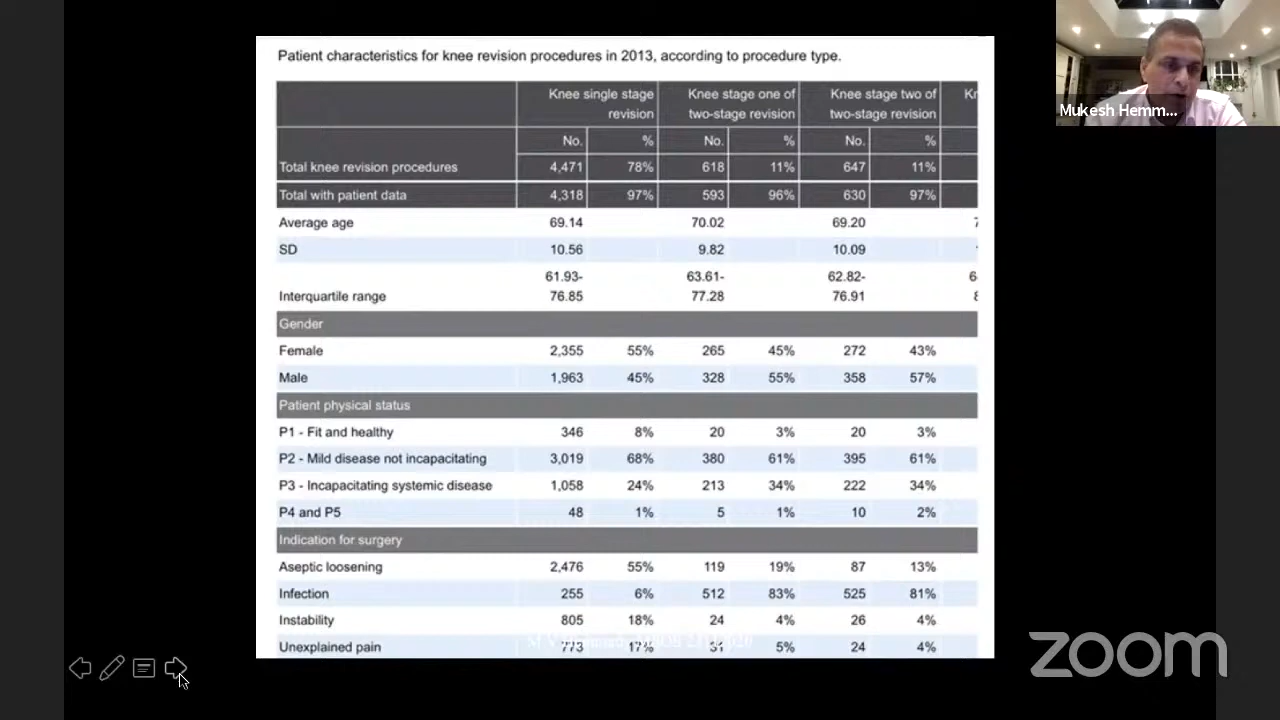 Patient characteristics for knee revision procedures in 2013, according to procedure type.
Knee single stage revision Knee stage one of two-stage revision Knee stage two of two-stage revision
No. % No. % No. %
Total knee revision procedures 4,471 78% 618 11% 647 11%
Total with patient data 4,318 97% 593 96% 630 97%
Average age 69.14 70.02 69.20
SD 10.56 9.82 10.09
Interquartile range 61.93-76.85 63.61-77.28 62.82-76.91
Gender
Female 2,355 55% 265 45% 272 43%
Male 1,963 45% 328 55% 358 57%
Patient physical status
P1 - Fit and healthy 346 8% 20 3% 20 3%
P2 - Mild disease not incapacitating 3,019 68% 380 61% 395 61%
P3 - Incapacitating systemic disease 1,058 24% 213 34% 222 34%
P4 and P5 48 1% 5 1% 10 2%
Indication for surgery
Aseptic loosening 2,476 55% 119 19% 87 13%
Infection 255 6% 512 83% 525 81%
Instability 805 18% 24 4% 26 4%
Unexplained pain 773 17% 31 5% 24 4%
Mukesh Hemm...
zoom